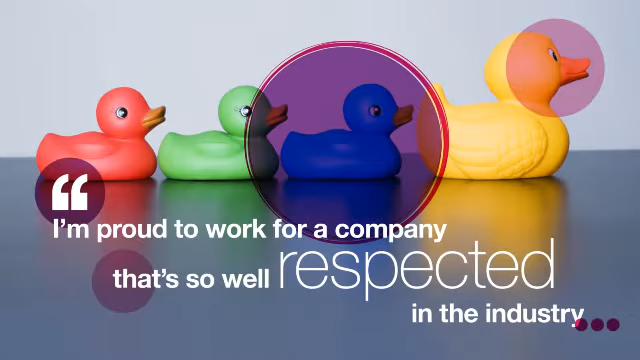 “
I’m proud to work for a company
that’s so well respected
in the industry